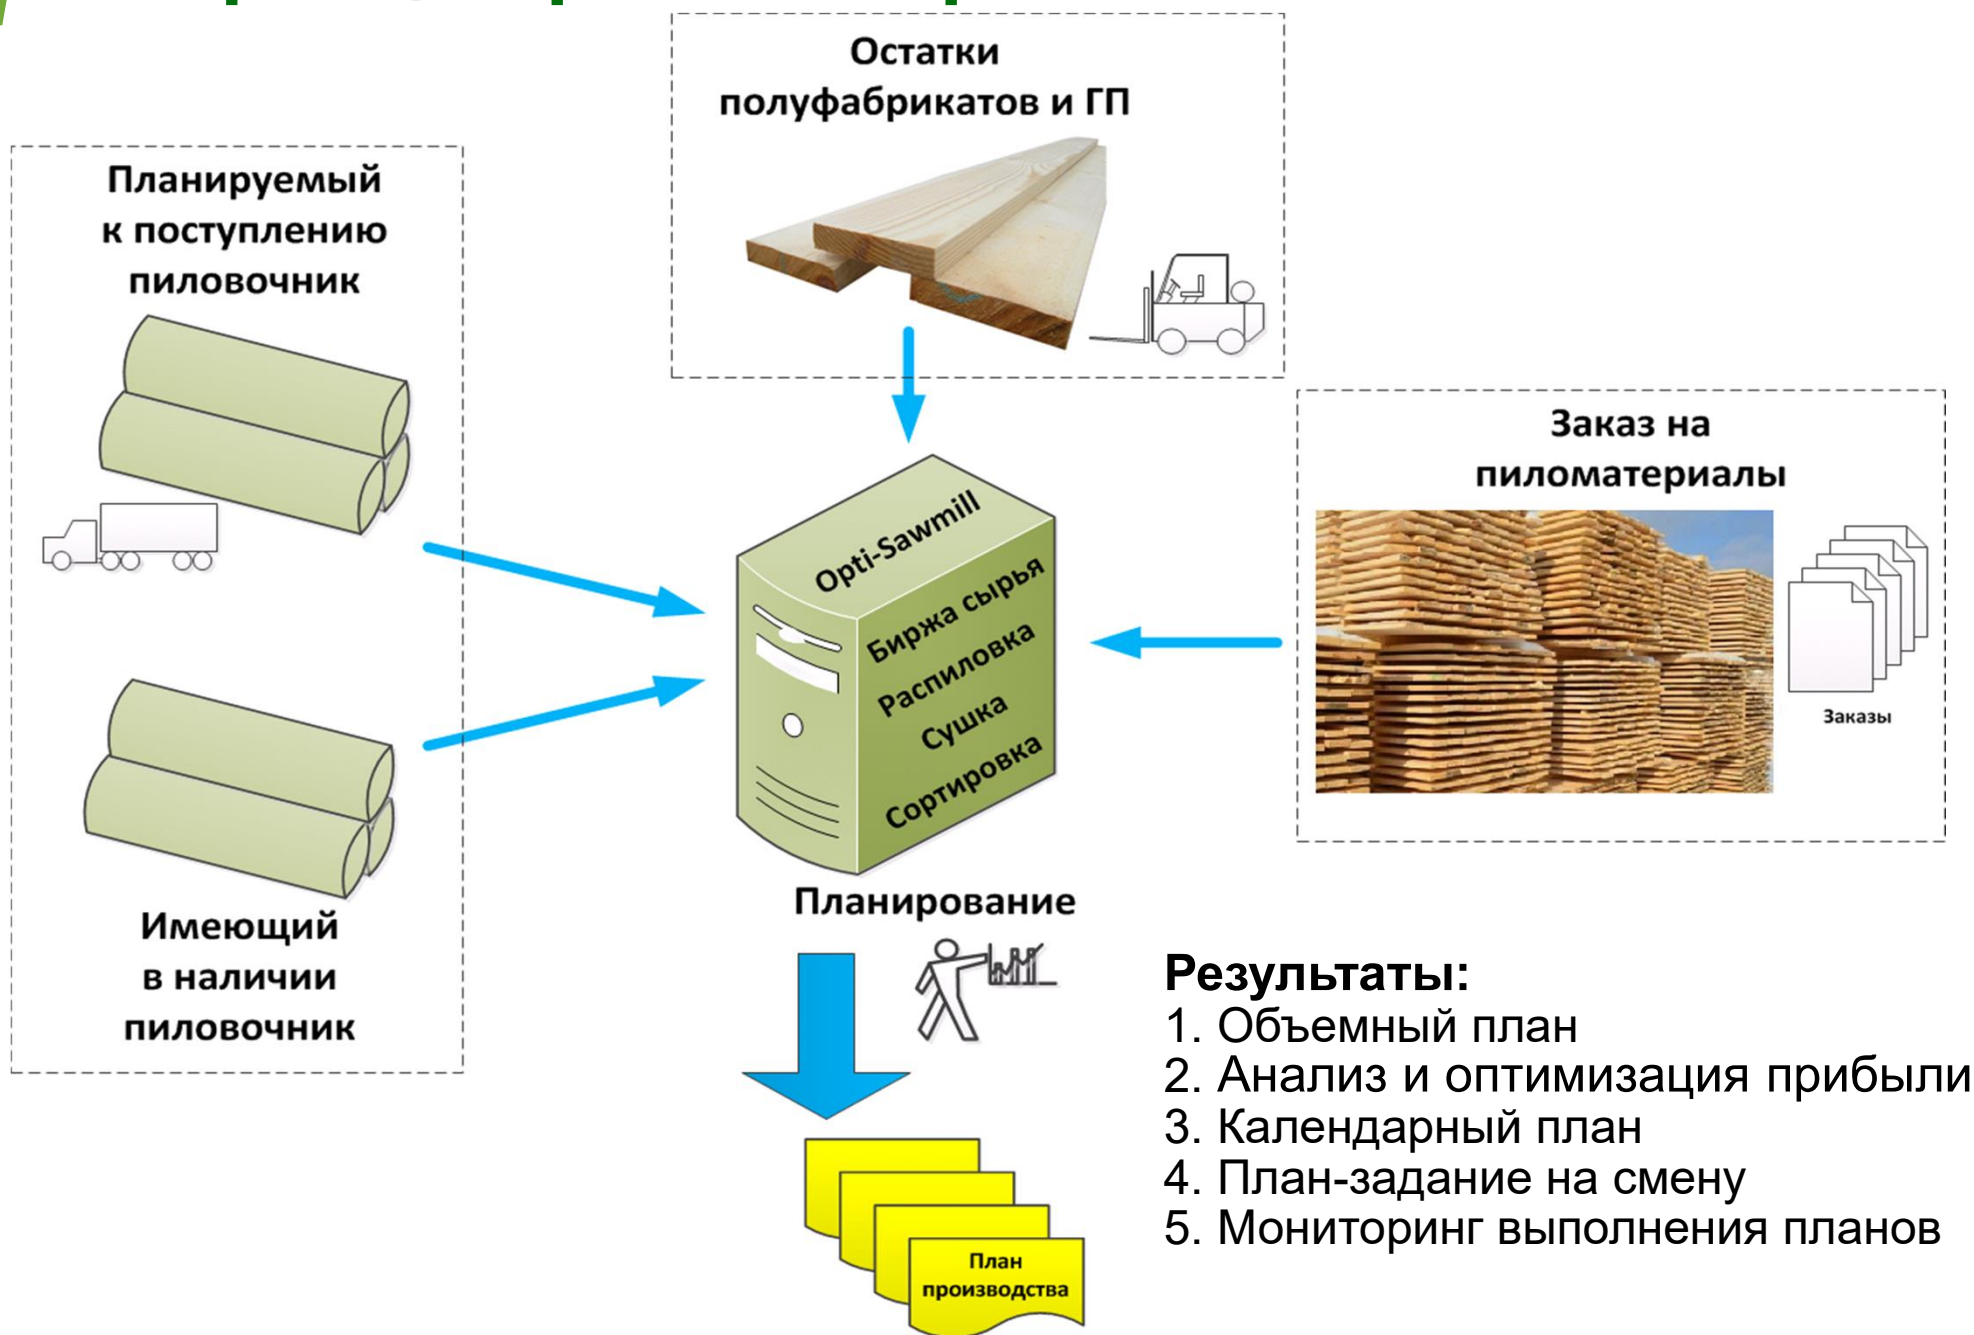 Остатки
полуфабрикатов и ГП
Планируемый
к поступлению
пиловочник
Заказ на
пиломатериалы
Заказы
Opti-Sawmill
Биржа сырья
Распиловка
Сушка
Сортировка
Имеющий
в наличии
пиловочник
Планирование
План
производства
Результаты:
1. Объемный план
2. Анализ и оптимизация прибыли
3. Календарный план
4. План-задание на смену
5. Мониторинг выполнения планов